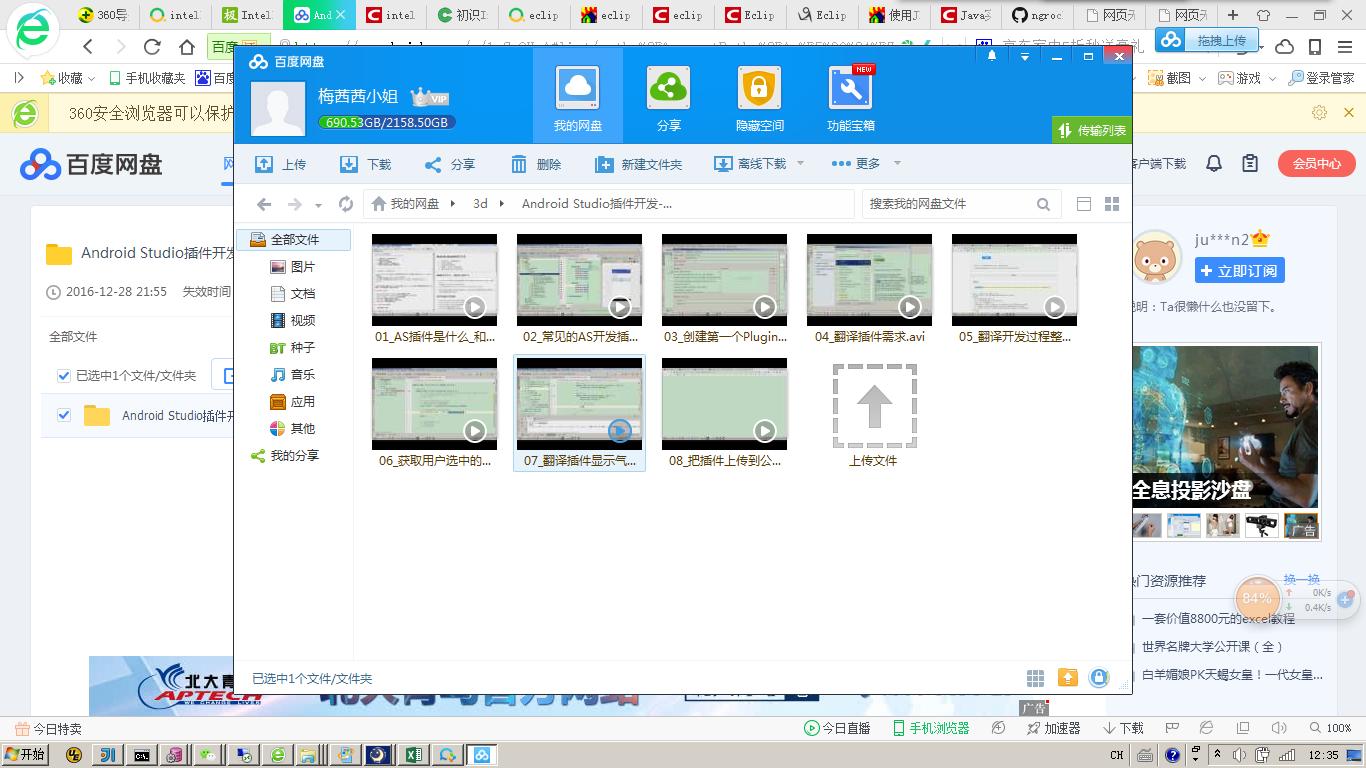 360导
intel
Intel
And
intel
初识I
eclip
eclip
eclip
Eclip
Eclip
使用J
Java
ngroc
网页
网页
百度
拖拽上传
收藏
手机收藏夹
百度
截图
游戏
登录管家
360安全浏览器可以保护
百度网盘
梅茜茜小姐
VIP
690.53GB/2158.50GB
我的网盘
分享
隐藏空间
NEW
功能宝箱
传输列表
百度网盘
上传
下载
分享
删除
新建文件夹
离线下载
更多
户端下载
会员中心
我的网盘
3d
Android Studio插件开发-...
搜索我的网盘文件
全部文件
图片
文档
视频
BT 种子
音乐
应用
其他
我的分享
01_AS插件是什么_和...
02_常见的AS开发插...
03_创建第一个Plugin...
04_翻译插件需求.avi
05_翻译开发过程整...
06_获取用户选中的...
07_翻译插件显示气...
08_把插件上传到公...
上传文件
已选中1个文件/文件夹
Android Studio插件开发
2016-12-28 21:55
失效时间
全部文件
已选中1个文件/文件夹
Android Studio插件开
ju***n2
立即订阅
明：Ta很懒什么也没留下。
全息投影沙盘
广告
门资源推荐
换一换
84%
0K/s
0.4K/s
一套价值8800元的excel教程
世界名牌大学公开课（全）
白羊媚娘PK天蝎女皇！一代女皇...
北大青
APTECH
WE CHANGE LIVES
北大青鸟官方网站
广告
今日特卖
今日直播
手机浏览器
加速器
下载
100%
开始
CH
12:35